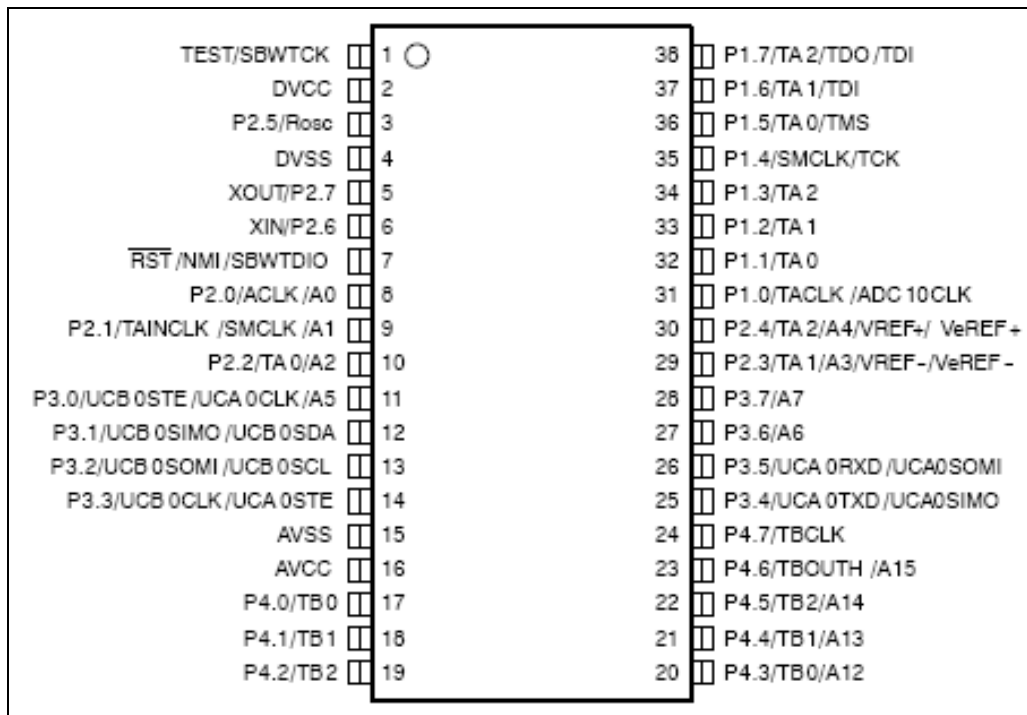 TEST/SBWTCK 1 38 P1.7/TA2/TDO/TDI
DVCC 2 37 P1.6/TA1/TDI
P2.5/Rosc 3 36 P1.5/TA0/TMS
DVSS 4 35 P1.4/SMCLK/TCK
XOUT/P2.7 5 34 P1.3/TA2
XIN/P2.6 6 33 P1.2/TA1
RST/NMI/SBWTDIO 7 32 P1.1/TA0
P2.0/ACLK/A0 8 31 P1.0/TACLK/ADC10CLK
P2.1/TAINCLK/SMCLK/A1 9 30 P2.4/TA2/A4/VREF+/VeREF+
P2.2/TA0/A2 10 29 P2.3/TA1/A3/VREF-/VeREF-
P3.0/UCB0STE/UCA0CLK/A5 11 28 P3.7/A7
P3.1/UCB0SIMO/UCB0SDA 12 27 P3.6/A6
P3.2/UCB0SOMI/UCB0SCL 13 26 P3.5/UCA0RXD/UCA0SOMI
P3.3/UCB0CLK/UCA0STE 14 25 P3.4/UCA0TXD/UCA0SIMO
AVSS 15 24 P4.7/TBCLK
AVCC 16 23 P4.6/TBOUTH/A15
P4.0/TB0 17 22 P4.5/TB2/A14
P4.1/TB1 18 21 P4.4/TB1/A13
P4.2/TB2 19 20 P4.3/TB0/A12